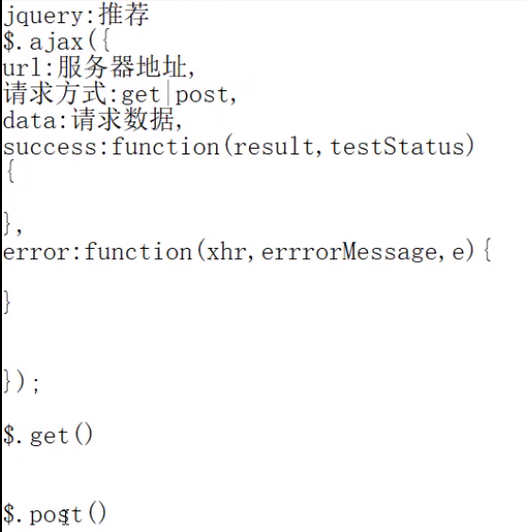 jquery:推荐
$.ajax({
url:服务器地址,
请求方式:get|post,
data:请求数据,
success:function(result,testStatus)
{
},
error:function(xhr,errrorMessage,e){
}
});
$.get()
$.post()